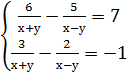 6/(x+y) − 5/(x−y) = 7
3/(x+y) − 2/(x−y) = −1